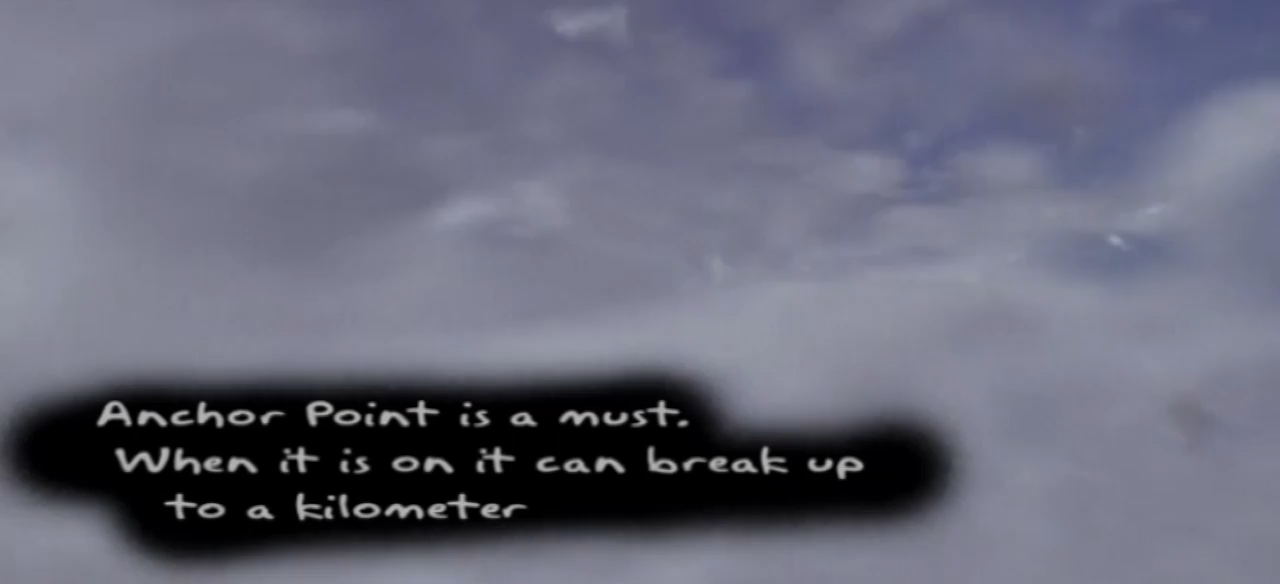 Anchor Point is a must.
When it is on it can break up
to a kilometer